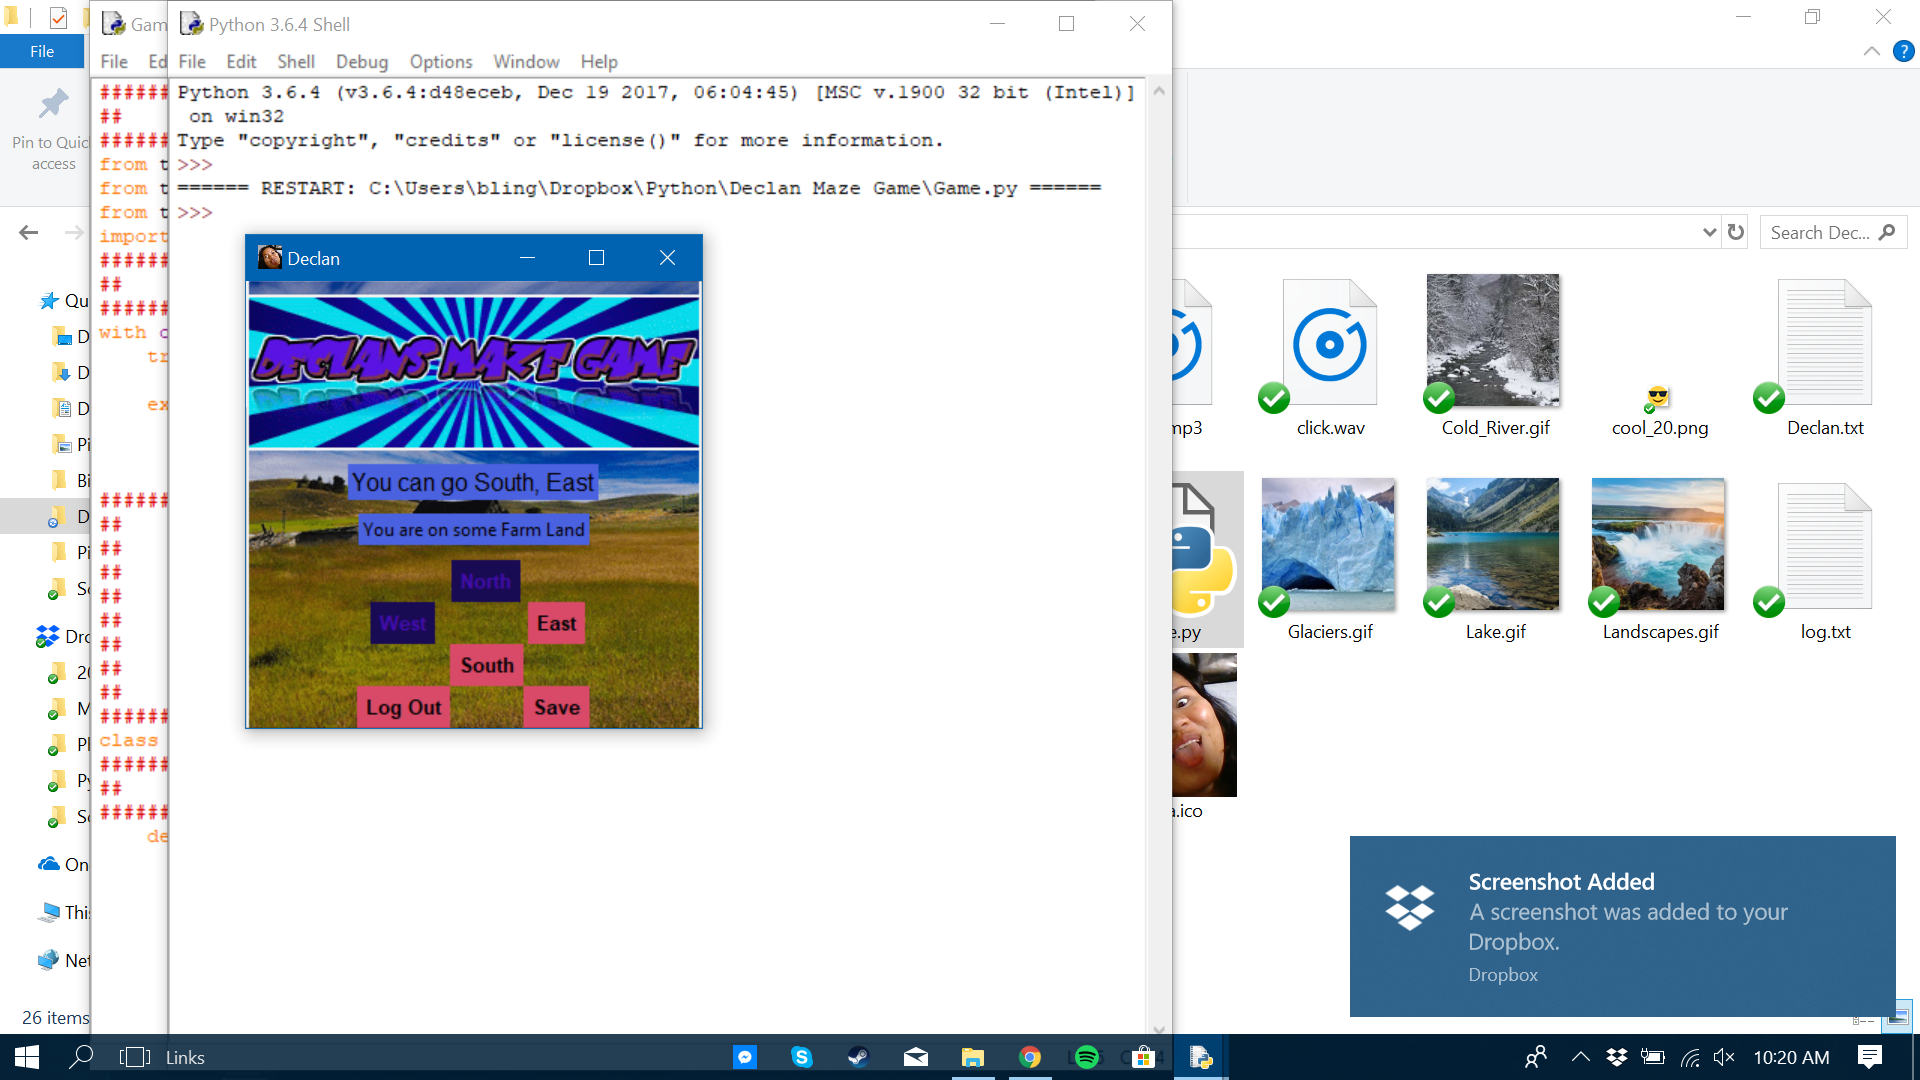 File
Pin to Quic
access
Qu
D
D
D
Pi
Bi
D
Pi
So
Dro
20
M
Pl
Py
So
On
This
Net
26 items
Gam
File Ed
#######
##
#######
from t
from t
from t
import
#######
##
#######
with c
tr
ex
#######
##
##
##
##
##
##
##
##
#######
class
#######
##
#######
de
Python 3.6.4 Shell
File Edit Shell Debug Options Window Help
Python 3.6.4 (v3.6.4:d48eceb, Dec 19 2017, 06:04:45) [MSC v.1900 32 bit (Intel)]
on win32
Type "copyright", "credits" or "license()" for more information.
>>>
====== RESTART: C:\Users\bling\Dropbox\Python\Declan Maze Game\Game.py ======
>>>
Declan
DECLANS MAZE GAME
You can go South, East
You are on some Farm Land
North
West East
South
Log Out Save
Search Dec...
mp3 click.wav Cold_River.gif cool_20.png Declan.txt
e.py Glaciers.gif Lake.gif Landscapes.gif log.txt
a.ico
Screenshot Added
A screenshot was added to your
Dropbox.
Dropbox
Links
10:20 AM